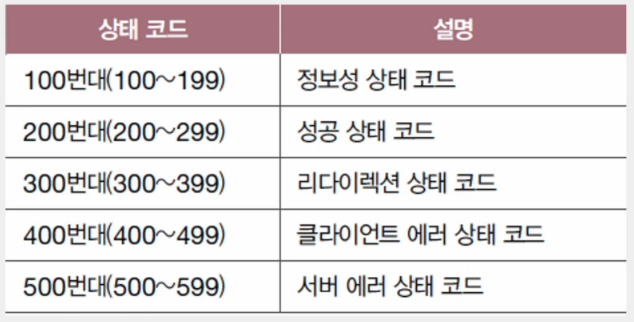 상태 코드 설명
100번대(100~199) 정보성 상태 코드
200번대(200~299) 성공 상태 코드
300번대(300~399) 리다이렉션 상태 코드
400번대(400~499) 클라이언트 에러 상태 코드
500번대(500~599) 서버 에러 상태 코드